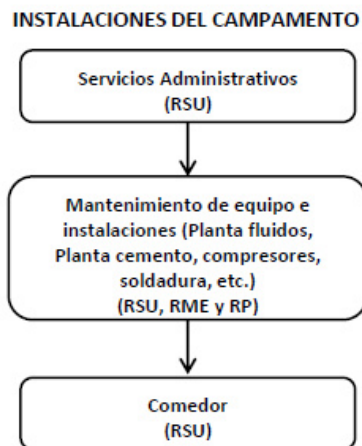 INSTALACIONES DEL CAMPAMENTO
Servicios Administrativos
(RSU)
Mantenimiento de equipo e
instalaciones (Planta fluidos,
Planta cemento, compresores,
soldadura, etc.)
(RSU, RME y RP)
Comedor
(RSU)